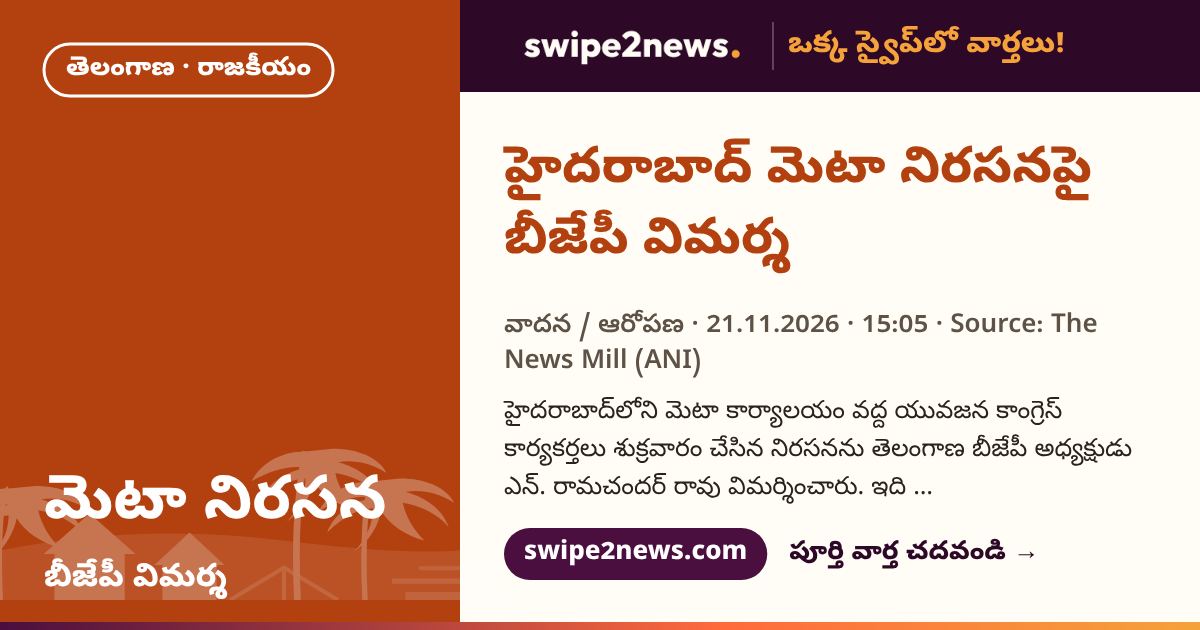 తెలంగాణ · రాజకీయం
మెటా నిరసన
బీజేపీ విమర్శ
swipe2news.
ఒక్క స్వైప్‌లో వార్తలు!
హైదరాబాద్ మెటా నిరసనపై
బీజేపీ విమర్శ
వాదన / ఆరోపణ · 21.11.2026 · 15:05 · Source: The
News Mill (ANI)
హైదరాబాద్‌లోని మెటా కార్యాలయం వద్ద యువజన కాంగ్రెస్
కార్యకర్తలు శుక్రవారం చేసిన నిరసనను తెలంగాణ బీజేపీ అధ్యక్షుడు
ఎన్. రామచందర్ రావు విమర్శించారు. ఇది ...
swipe2news.com
పూర్తి వార్త చదవండి →